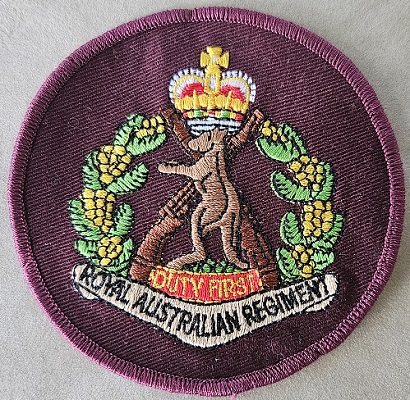 DUTY FIRST
ROYAL AUSTRALIAN REGIMENT